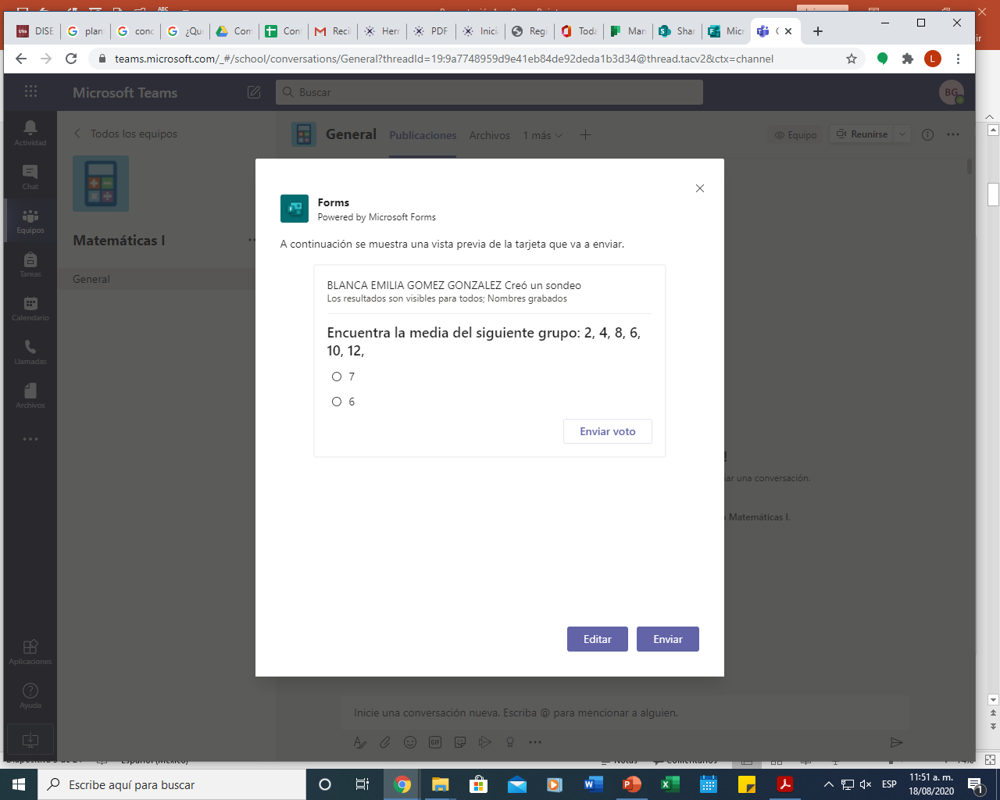 DISE
plan
conc
¿Qu
Com
Con
Reci
Herr
PDF
Inici
Regi
Toda
Man
Shar
Micr
teams.microsoft.com/_#/school/conversations/General?threadId=19:9a7748959d9e41eb84de92deda1b3d34@thread.tacv2&ctx=channel
L
Microsoft Teams
Buscar
BG
Actividad
Chat
Equipos
Tareas
Calendario
Llamadas
Archivos
Aplicaciones
Ayuda
Todos los equipos
Matemáticas I
General
General
Publicaciones
Archivos
1 más
Equipo
Reunirse
Forms
Powered by Microsoft Forms
A continuación se muestra una vista previa de la tarjeta que va a enviar.
BLANCA EMILIA GOMEZ GONZALEZ Creó un sondeo
Los resultados son visibles para todos; Nombres grabados
Encuentra la media del siguiente grupo: 2, 4, 8, 6,
10, 12,
7
6
Enviar voto
Editar
Enviar
una conversación.
Matemáticas I.
Inicie una conversación nueva. Escriba @ para mencionar a alguien.
GIF
Escribe aquí para buscar
ESP
11:51 a. m.
18/08/2020
1